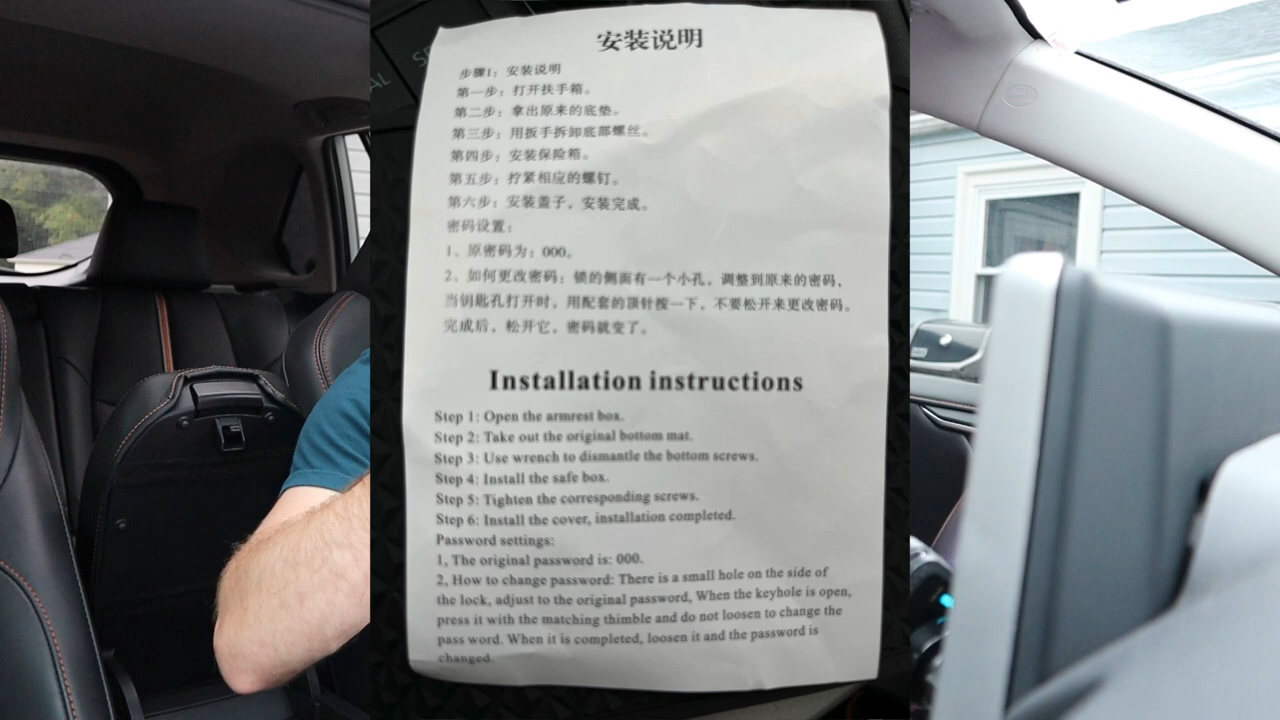 安装说明
步骤1：安装说明
第一步：打开扶手箱。
第二步：拿出原来的底垫。
第三步：用扳手拆卸底部螺丝。
第四步：安装保险箱。
第五步：拧紧相应的螺钉。
第六步：安装盖子，安装完成。
密码设置：
1、原密码为：000。
2、如何更改密码：锁的侧面有一个小孔，调整到原来的密码，
当钥匙孔打开时，用配套的顶针按一下，不要松开来更改密码。
完成后，松开它，密码就变了。
Installation instructions
Step 1: Open the armrest box.
Step 2: Take out the original bottom mat.
Step 3: Use wrench to dismantle the bottom screws.
Step 4: Install the safe box.
Step 5: Tighten the corresponding screws.
Step 6: Install the cover, installation completed.
Password settings:
1, The original password is: 000.
2, How to change password: There is a small hole on the side of
the lock, adjust to the original password, When the keyhole is open,
press it with the matching thimble and do not loosen to change the
pass word. When it is completed, loosen it and the password is
changed.